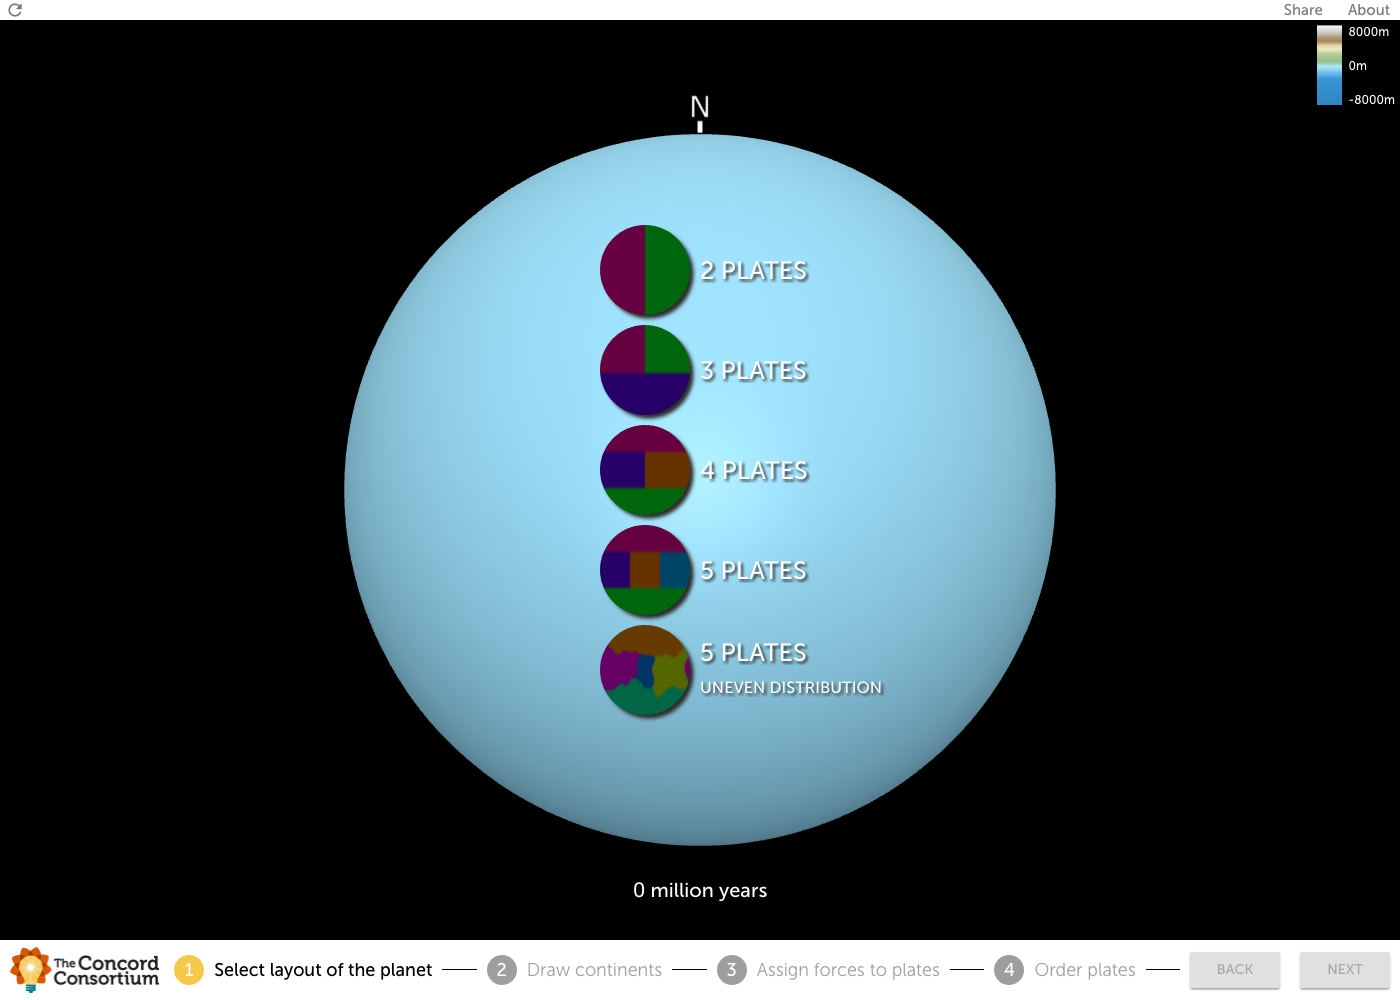 Share About
8000m
0m
-8000m
N
2 PLATES
3 PLATES
4 PLATES
5 PLATES
5 PLATES
UNEVEN DISTRIBUTION
0 million years
The Concord
Consortium
1 Select layout of the planet 2 Draw continents 3 Assign forces to plates 4 Order plates BACK NEXT